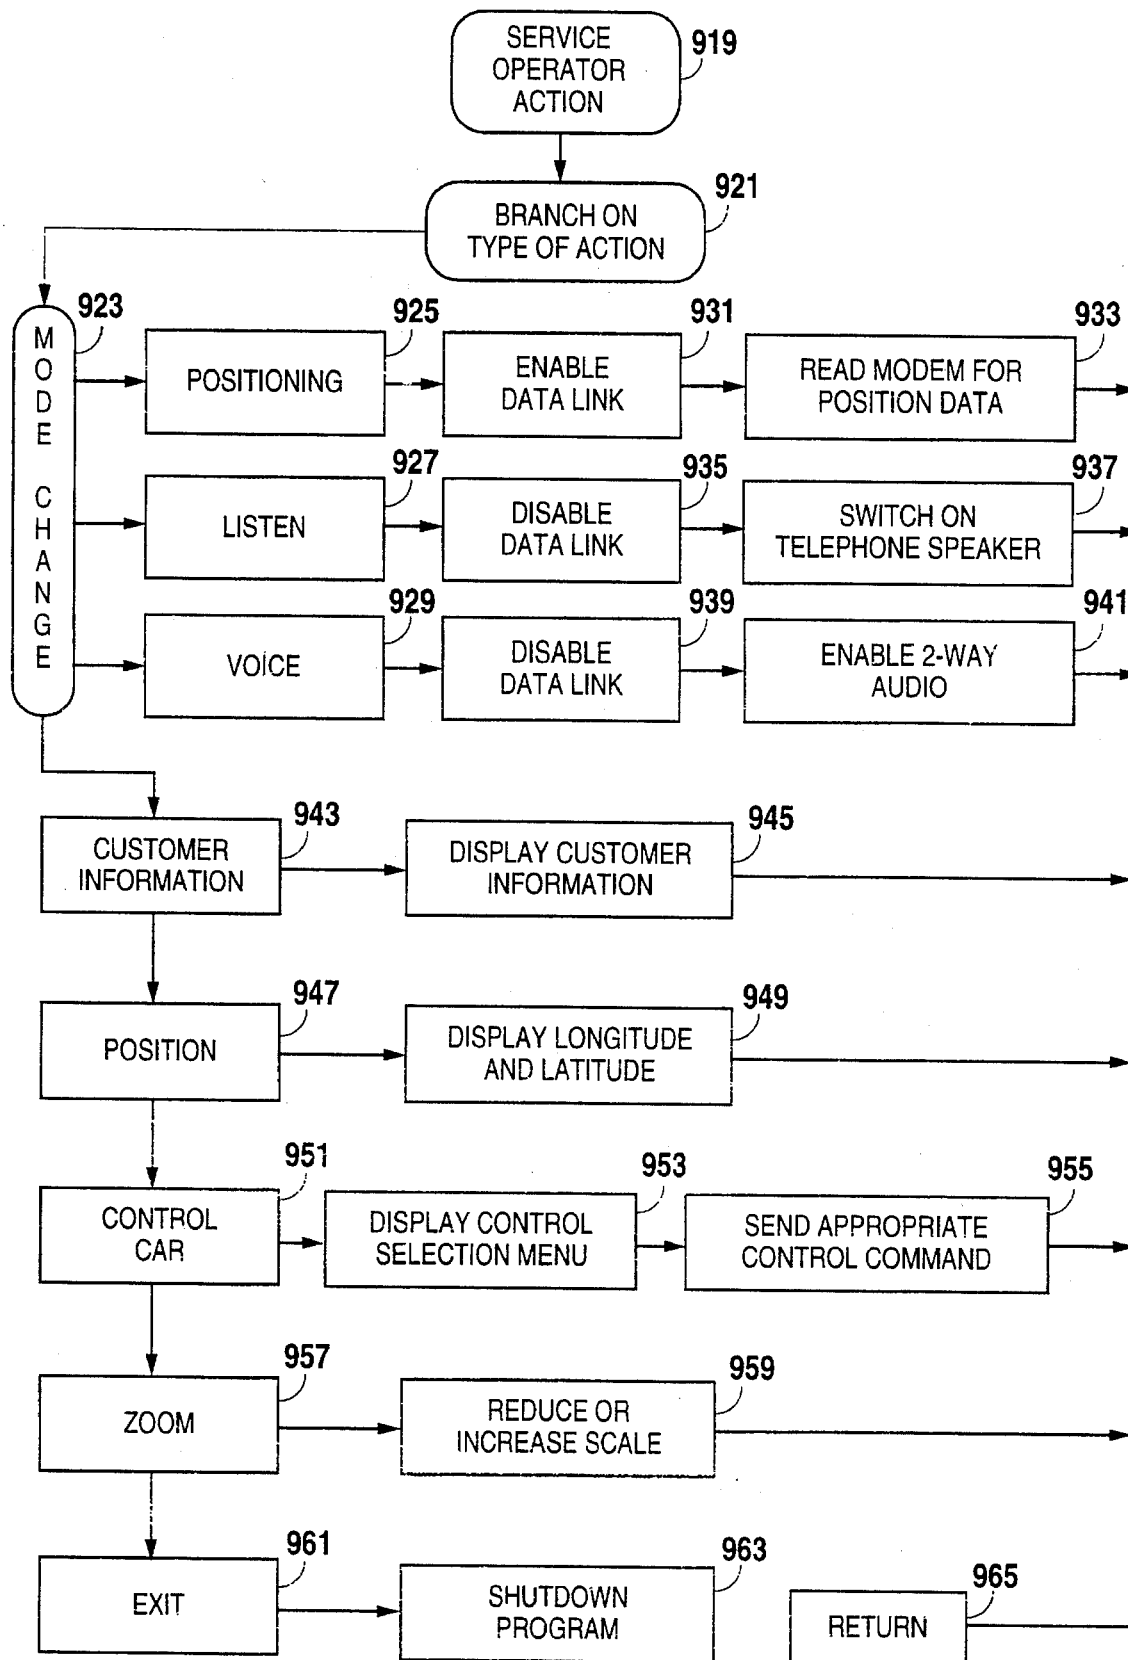 SERVICE
OPERATOR
ACTION
919
BRANCH ON
TYPE OF ACTION
921
MODE CHANGE
923
POSITIONING
925
ENABLE
DATA LINK
931
READ MODEM FOR
POSITION DATA
933
LISTEN
927
DISABLE
DATA LINK
935
SWITCH ON
TELEPHONE SPEAKER
937
VOICE
929
DISABLE
DATA LINK
939
ENABLE 2-WAY
AUDIO
941
CUSTOMER
INFORMATION
943
DISPLAY CUSTOMER
INFORMATION
945
POSITION
947
DISPLAY LONGITUDE
AND LATITUDE
949
CONTROL
CAR
951
DISPLAY CONTROL
SELECTION MENU
953
SEND APPROPRIATE
CONTROL COMMAND
955
ZOOM
957
REDUCE OR
INCREASE SCALE
959
EXIT
961
SHUTDOWN
PROGRAM
963
RETURN
965